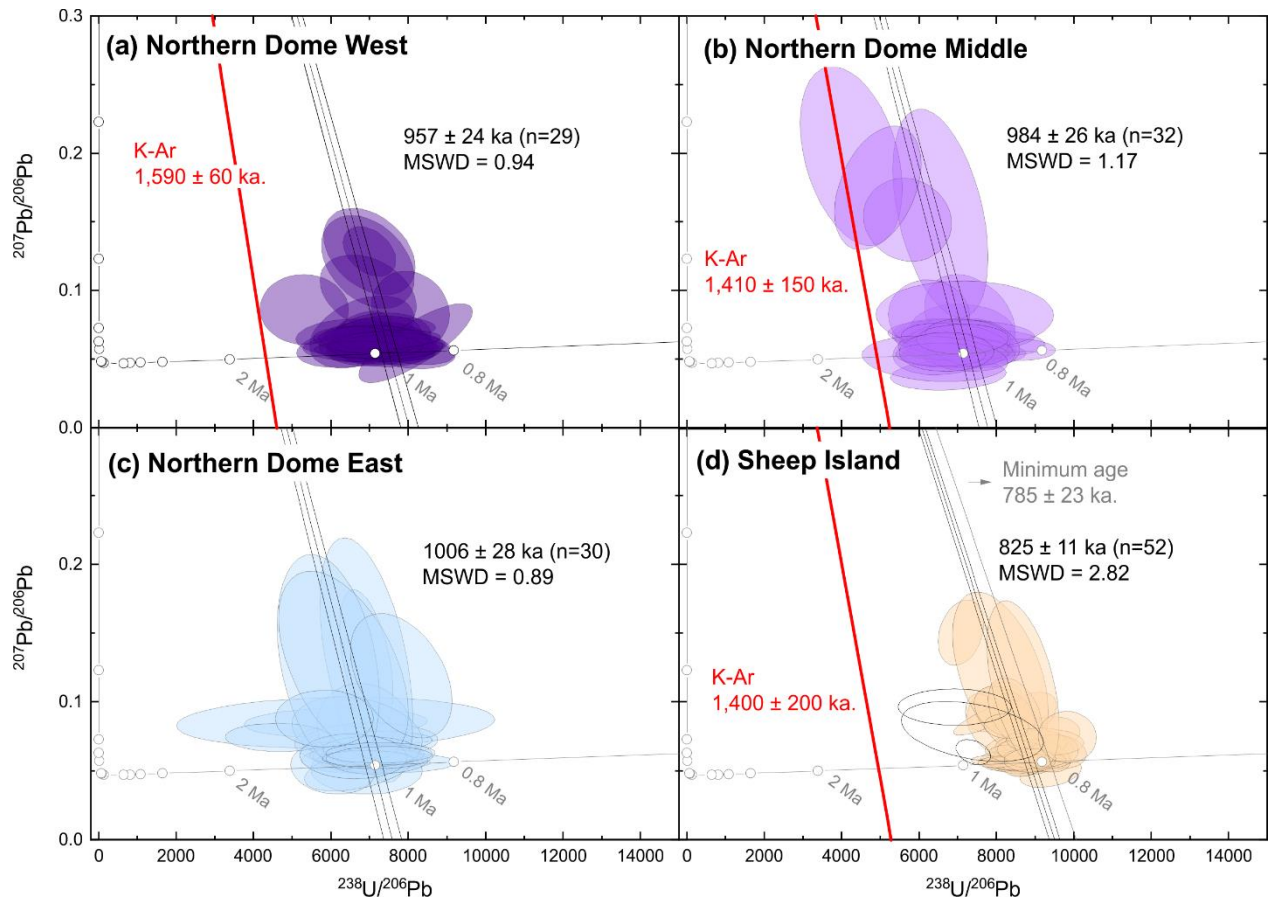 (a) Northern Dome West
957 ± 24 ka (n=29)
MSWD = 0.94
K-Ar
1,590 ± 60 ka.
2 Ma
1 Ma
0.8 Ma
0.3
0.2
0.1
0.0
²⁰⁷Pb/²⁰⁶Pb
(b) Northern Dome Middle
984 ± 26 ka (n=32)
MSWD = 1.17
K-Ar
1,410 ± 150 ka.
2 Ma
1 Ma
0.8 Ma
(c) Northern Dome East
1006 ± 28 ka (n=30)
MSWD = 0.89
2 Ma
1 Ma
0.8 Ma
0.2
0.1
0.0
²⁰⁷Pb/²⁰⁶Pb
0 2000 4000 6000 8000 10000 12000 14000
²³⁸U/²⁰⁶Pb
(d) Sheep Island
Minimum age
785 ± 23 ka.
825 ± 11 ka (n=52)
MSWD = 2.82
K-Ar
1,400 ± 200 ka.
2 Ma
1 Ma
0.8 Ma
0 2000 4000 6000 8000 10000 12000 14000
²³⁸U/²⁰⁶Pb